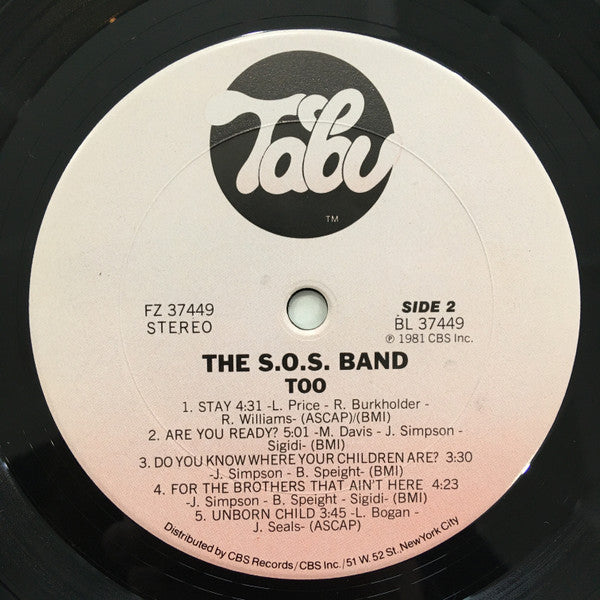 Tabu
TM
FZ 37449
STEREO
SIDE 2
BL 37449
℗ 1981 CBS Inc.
THE S.O.S. BAND
TOO
1. STAY 4:31 -L. Price - R. Burkholder -
R. Williams- (ASCAP)/(BMI)
2. ARE YOU READY? 5:01 -M. Davis - J. Simpson -
Sigidi- (BMI)
3. DO YOU KNOW WHERE YOUR CHILDREN ARE? 3:30
-J. Simpson - B. Speight- (BMI)
4. FOR THE BROTHERS THAT AIN'T HERE 4:23
-J. Simpson - B. Speight - Sigidi- (BMI)
5. UNBORN CHILD 3:45 -L. Bogan -
J. Seals- (ASCAP)
Distributed by CBS Records/CBS Inc./51 W. 52 St., New York City